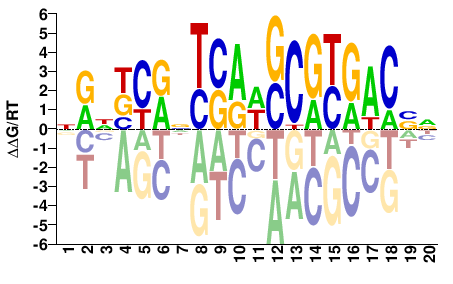 6
5
4
3
2
1
0
-1
-2
-3
-4
-5
-6
ΔΔG/RT
T G T T C G T C A A G C G T G A C C A
A G T A C G G T C T A C A T T G T
C
C T A A T A A T C T G T A T C T A T
T A G C G T C A A C G C C G C
1 2 3 4 5 6 7 8 9 10 11 12 13 14 15 16 17 18 19 20